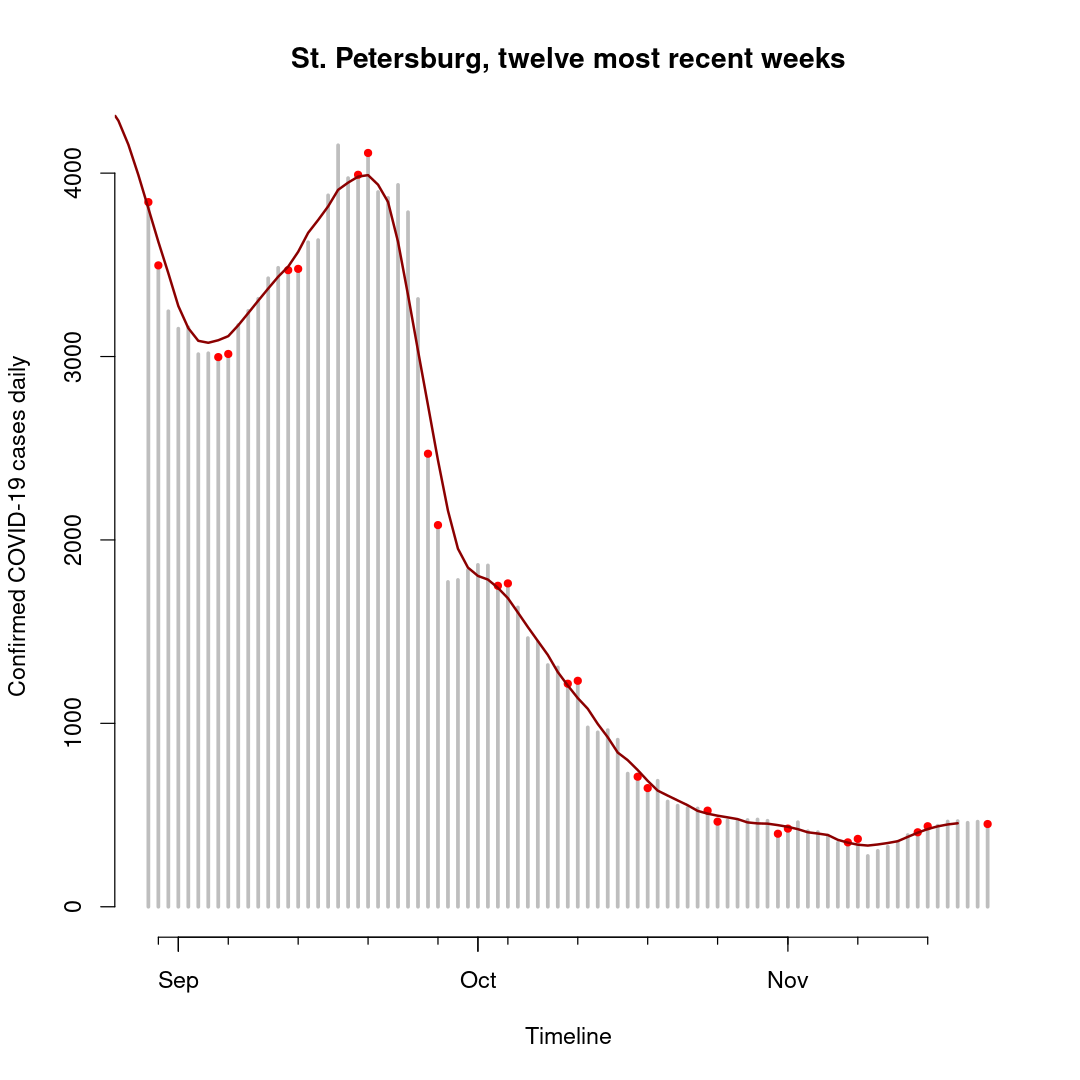 St. Petersburg, twelve most recent weeks
Confirmed COVID-19 cases daily
4000
3000
2000
1000
0
Sep
Oct
Nov
Timeline